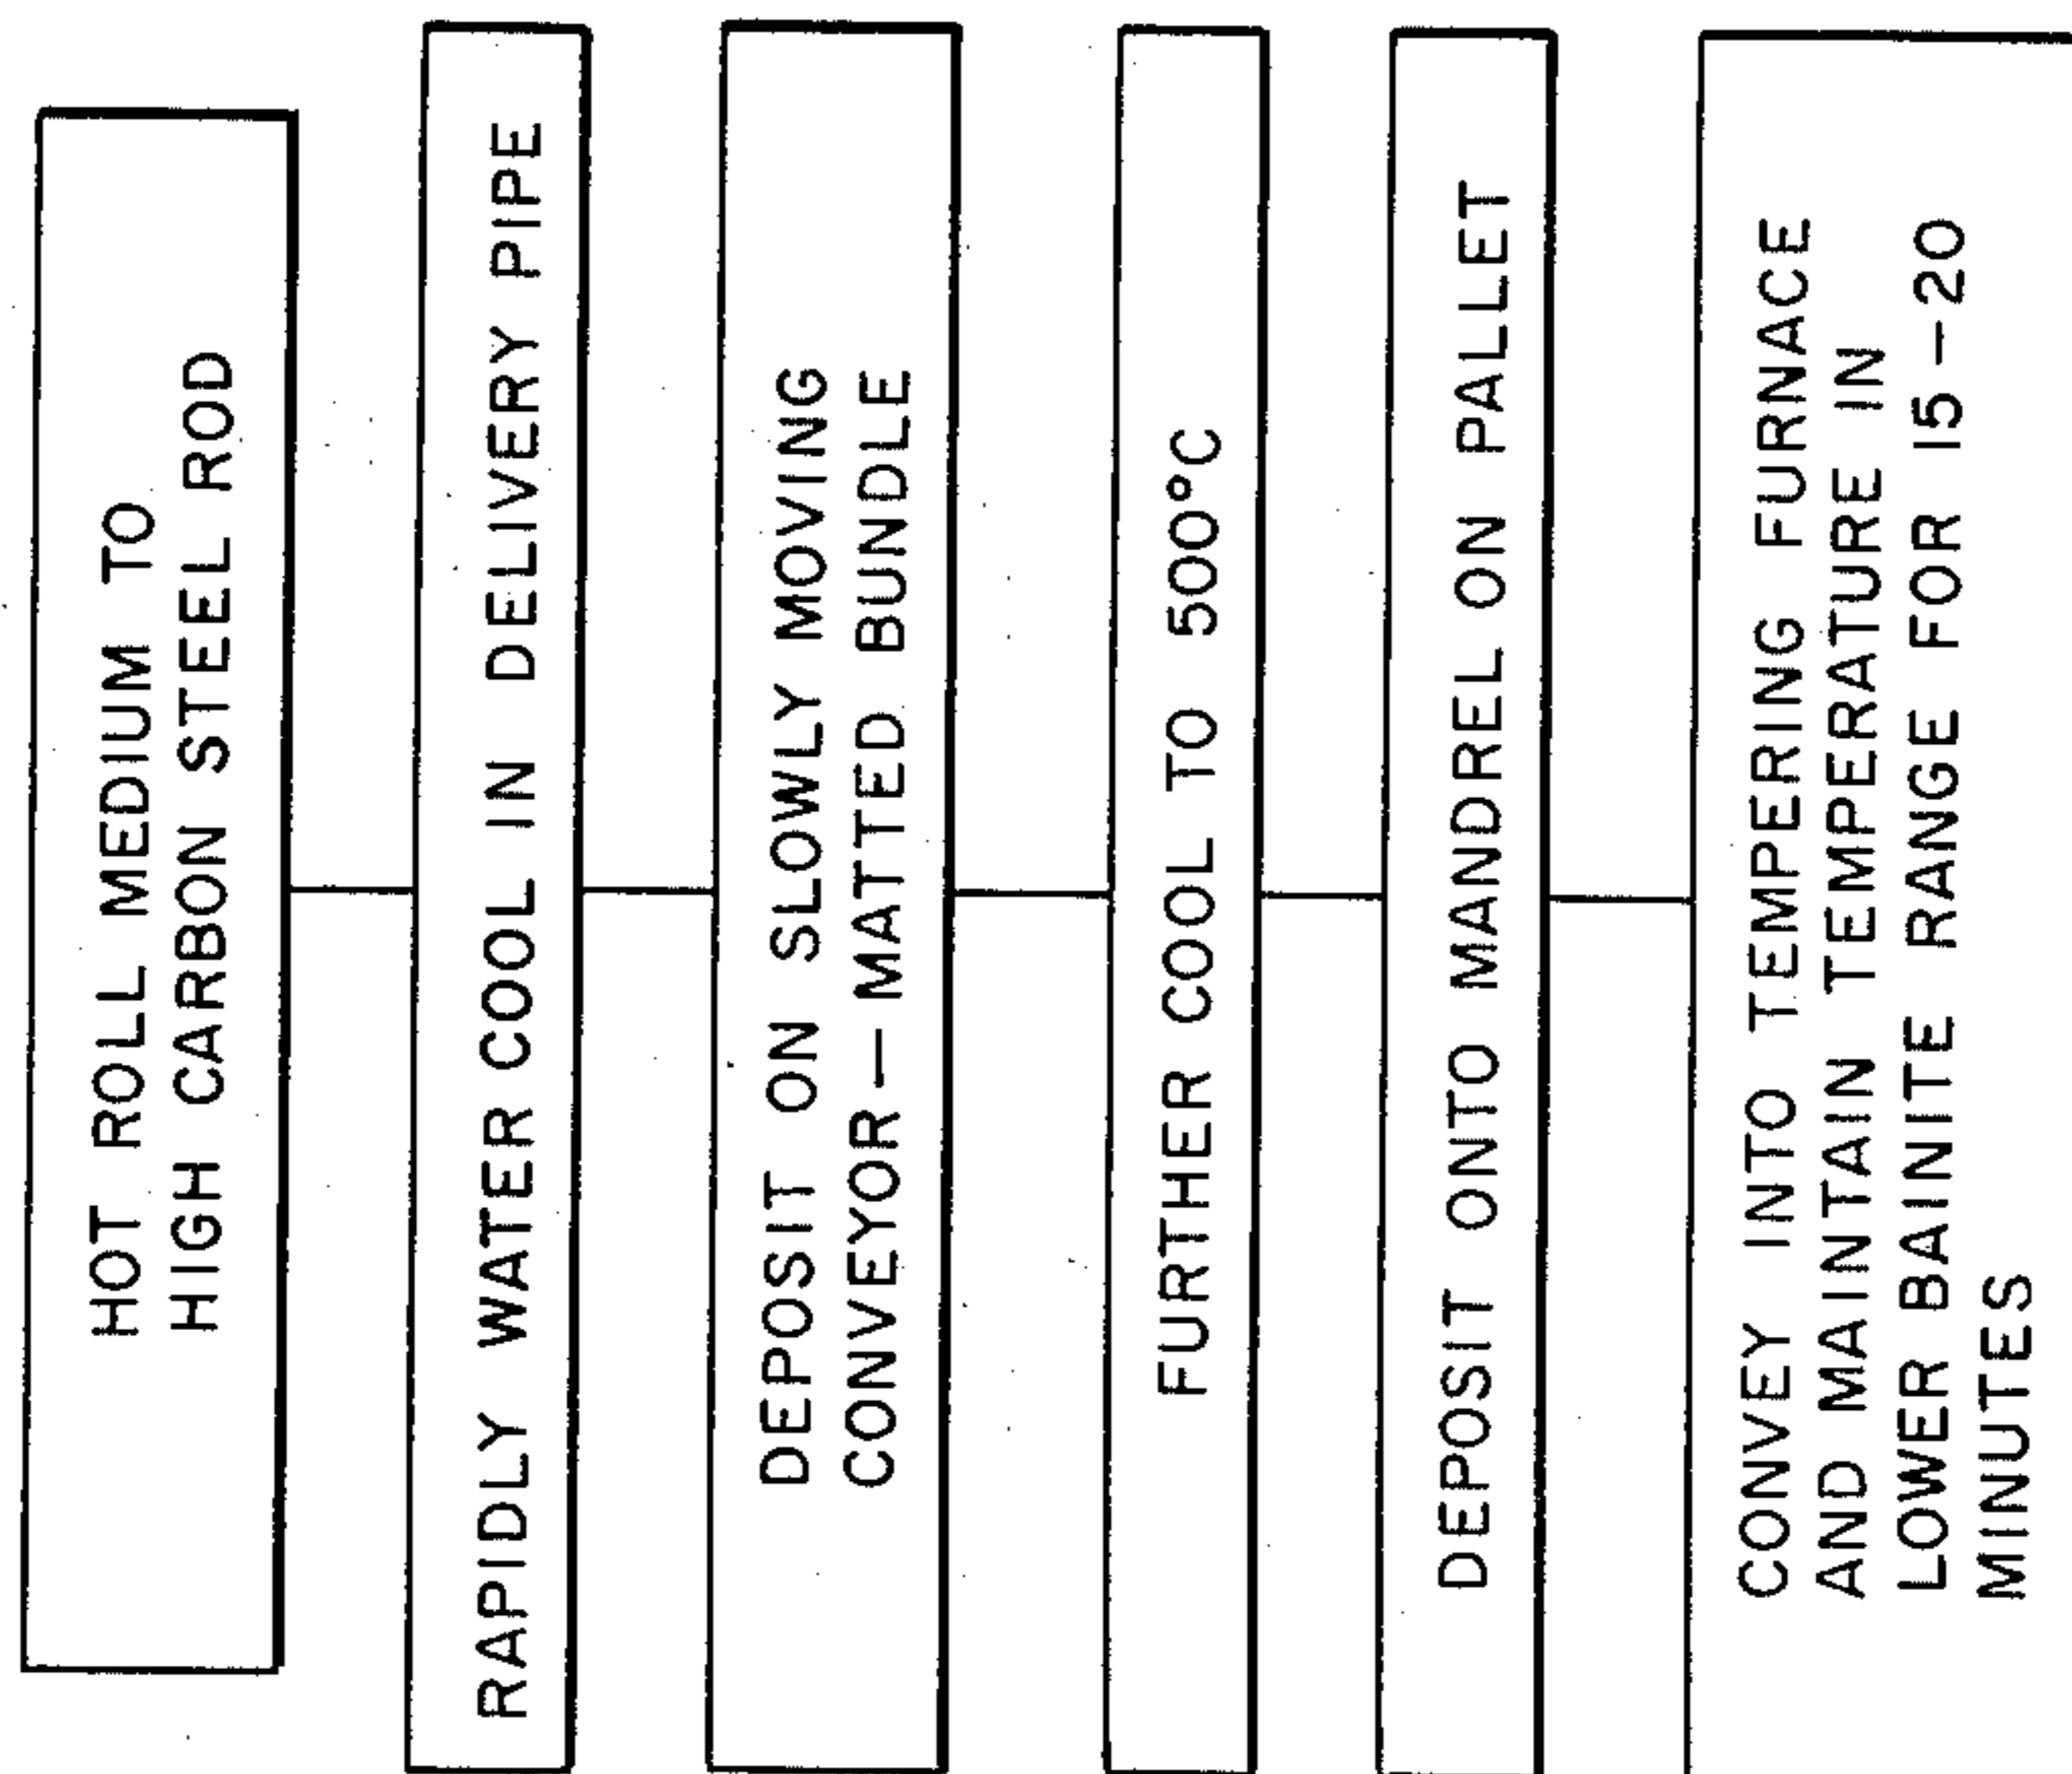 HOT ROLL MEDIUM TO
HIGH CARBON STEEL ROD
RAPIDLY WATER COOL IN DELIVERY PIPE
DEPOSIT ON SLOWLY MOVING
CONVEYOR—MATTED BUNDLE
FURTHER COOL TO 500°C
DEPOSIT ONTO MANDREL ON PALLET
CONVEY INTO TEMPERING FURNACE
AND MAINTAIN TEMPERATURE IN
LOWER BAINITE RANGE FOR 15-20
MINUTES